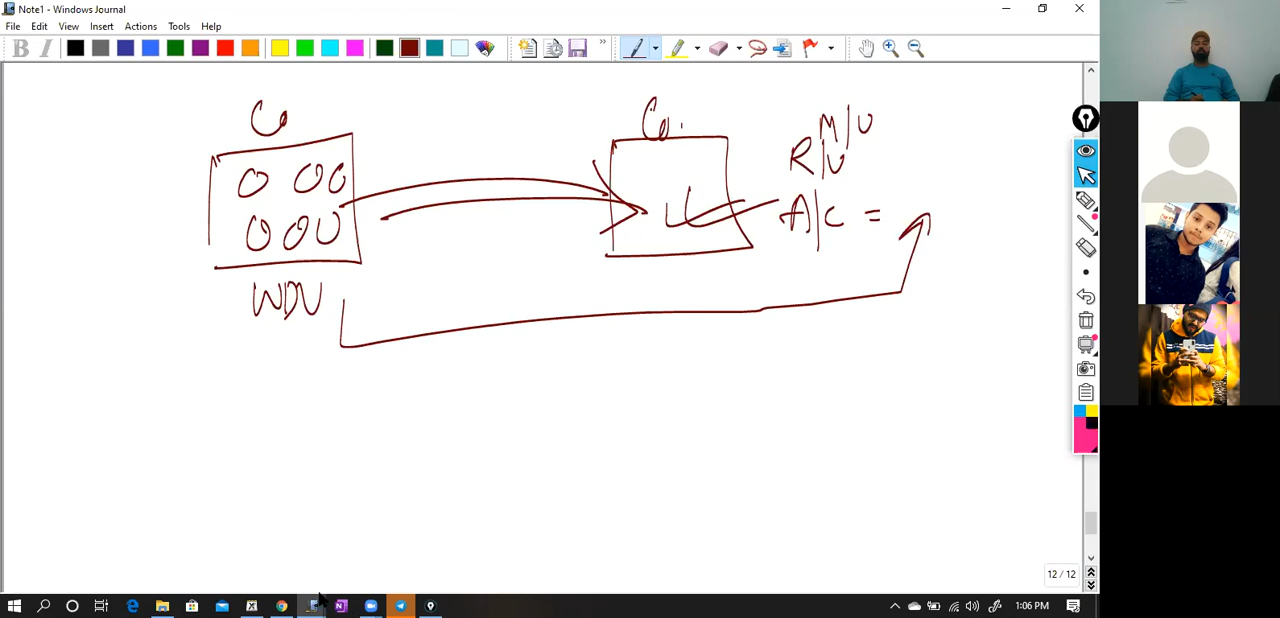 Note1 - Windows Journal
File Edit View Insert Actions Tools Help
B I
Co
Co.
M|U
R|U
A|C =
WDV
12 / 12
1:06 PM